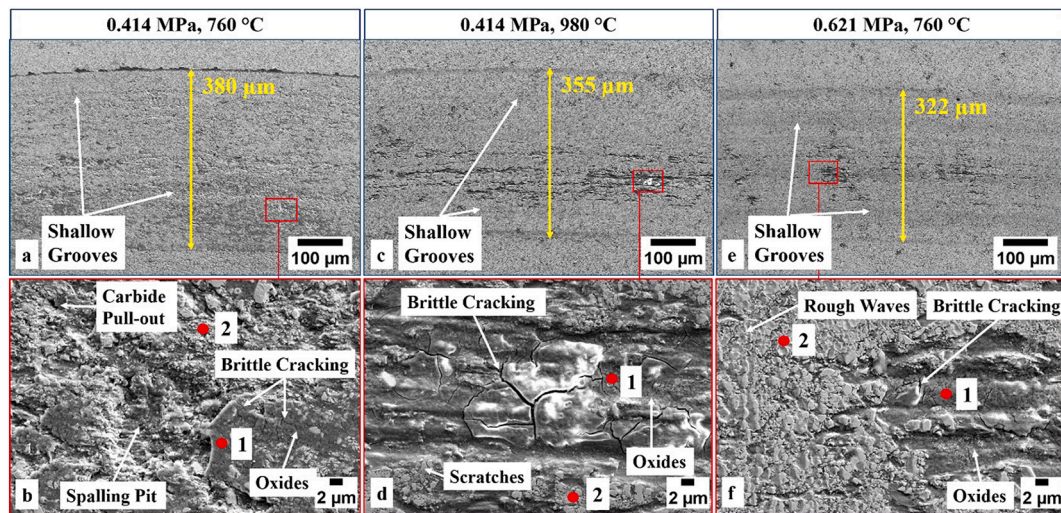 0.414 MPa, 760 °C
0.414 MPa, 980 °C
0.621 MPa, 760 °C
380 µm
Shallow
Grooves
a
100 µm
355 µm
Shallow
Grooves
c
100 µm
322 µm
Shallow
Grooves
e
100 µm
Carbide
Pull-out
2
Brittle Cracking
1
Spalling Pit
Oxides
b
2 µm
Brittle Cracking
1
Oxides
Scratches
2
d
2 µm
Rough Waves
2
Brittle Cracking
1
Oxides
f
2 µm